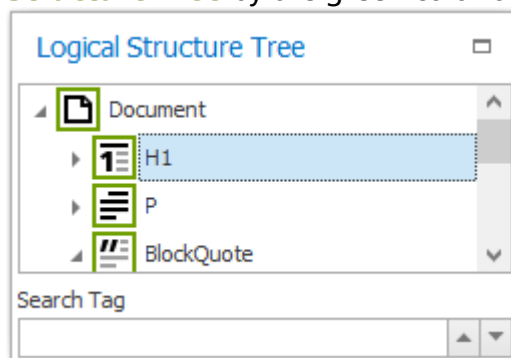 Logical Structure Tree
Document
H1
P
BlockQuote
Search Tag